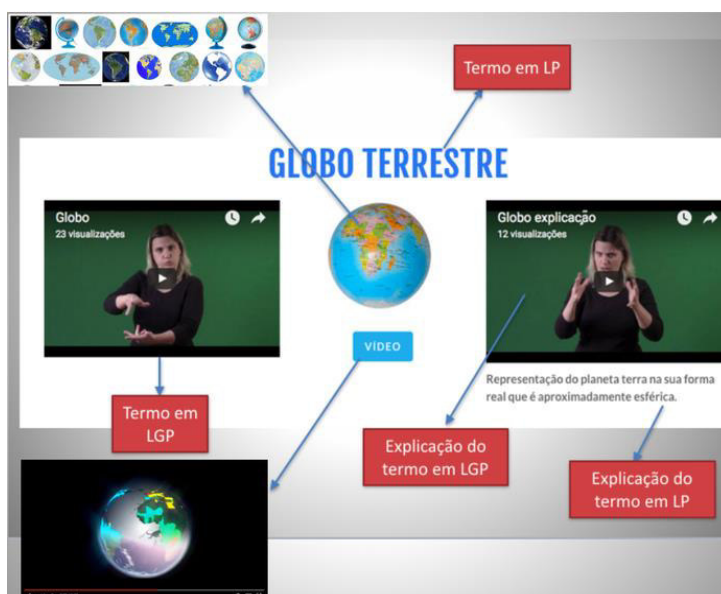 Termo em LP
GLOBO TERRESTRE
Globo
23 visualizações
Globo explicação
12 visualizações
VÍDEO
Representação do planeta terra na sua forma
real que é aproximadamente esférica.
Termo em
LGP
Explicação do
termo em LGP
Explicação do
termo em LP